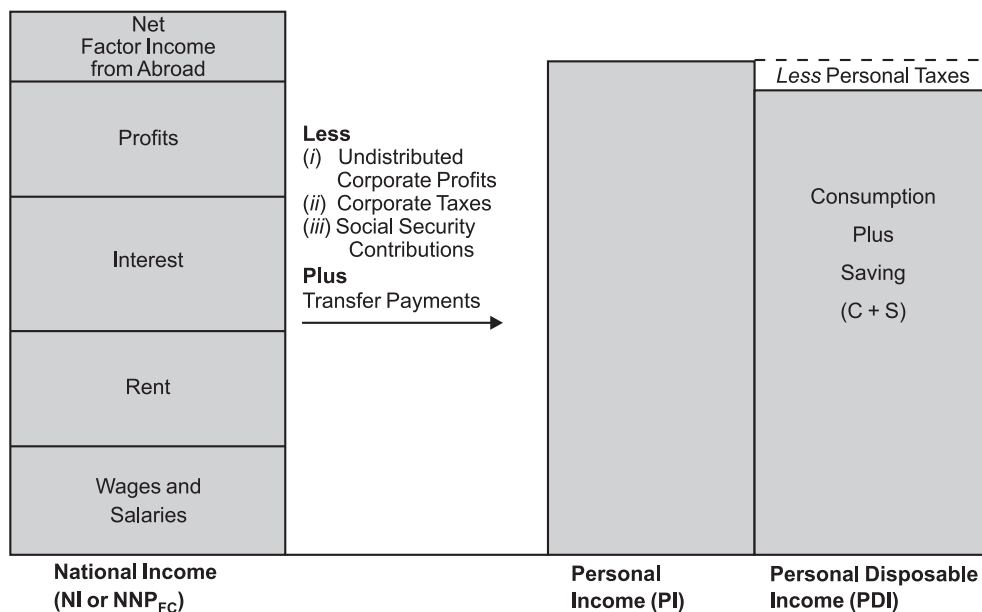 Net
Factor Income
from Abroad
Profits
Interest
Rent
Wages and
Salaries
National Income
(NI or NNP_FC)
Less
(i) Undistributed
Corporate Profits
(ii) Corporate Taxes
(iii) Social Security
Contributions
Plus
Transfer Payments
Personal
Income (PI)
Less Personal Taxes
Consumption
Plus
Saving
(C + S)
Personal Disposable
Income (PDI)